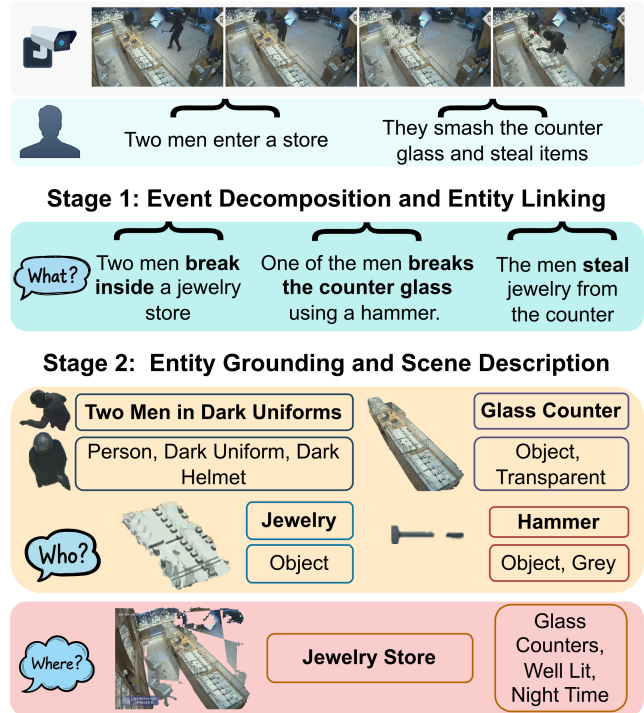 Two men enter a store
They smash the counter
glass and steal items
Stage 1: Event Decomposition and Entity Linking
What?
Two men break
inside a jewelry
store
One of the men breaks
the counter glass
using a hammer.
The men steal
jewelry from
the counter
Stage 2: Entity Grounding and Scene Description
Two Men in Dark Uniforms
Person, Dark Uniform, Dark
Helmet
Glass Counter
Object,
Transparent
Who?
Jewelry
Object
Hammer
Object, Grey
Where?
POLICE
Jewelry Store
Glass
Counters,
Well Lit,
Night Time